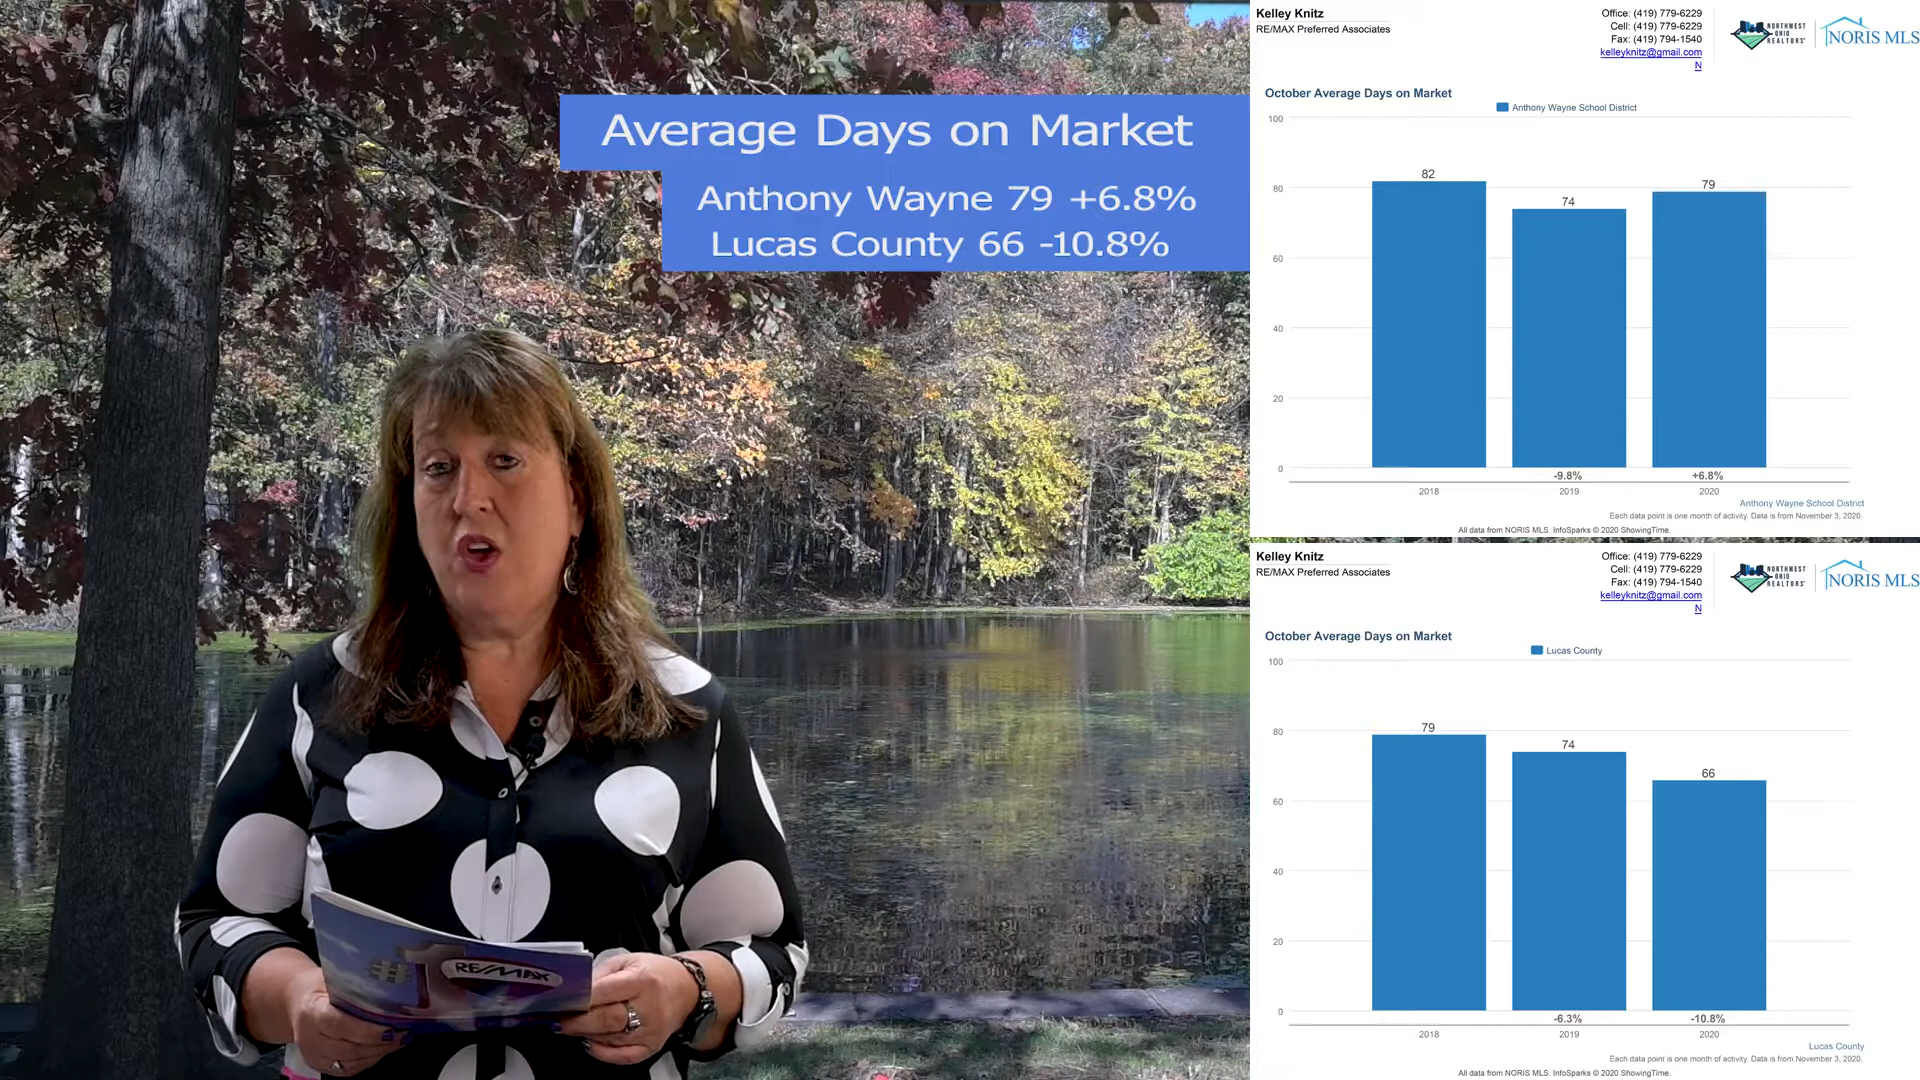 Average Days on Market
Anthony Wayne 79 +6.8%
Lucas County 66 -10.8%
RE/MAX
Kelley Knitz
RE/MAX Preferred Associates
Office: (419) 779-6229
Cell: (419) 779-6229
Fax: (419) 794-1540
kelleyknitz@gmail.com
N
NORTHWEST
OHIO
REALTORS
NORIS MLS
October Average Days on Market
Anthony Wayne School District
100
80
60
40
20
0
82
74
79
-9.8%
+6.8%
2018
2019
2020
Anthony Wayne School District
Each data point is one month of activity. Data is from November 3, 2020.
All data from NORIS MLS. InfoSparks © 2020 ShowingTime.
Kelley Knitz
RE/MAX Preferred Associates
Office: (419) 779-6229
Cell: (419) 779-6229
Fax: (419) 794-1540
kelleyknitz@gmail.com
N
NORTHWEST
OHIO
REALTORS
NORIS MLS
October Average Days on Market
Lucas County
100
80
60
40
20
0
79
74
66
-6.3%
-10.8%
2018
2019
2020
Lucas County
Each data point is one month of activity. Data is from November 3, 2020.
All data from NORIS MLS. InfoSparks © 2020 ShowingTime.